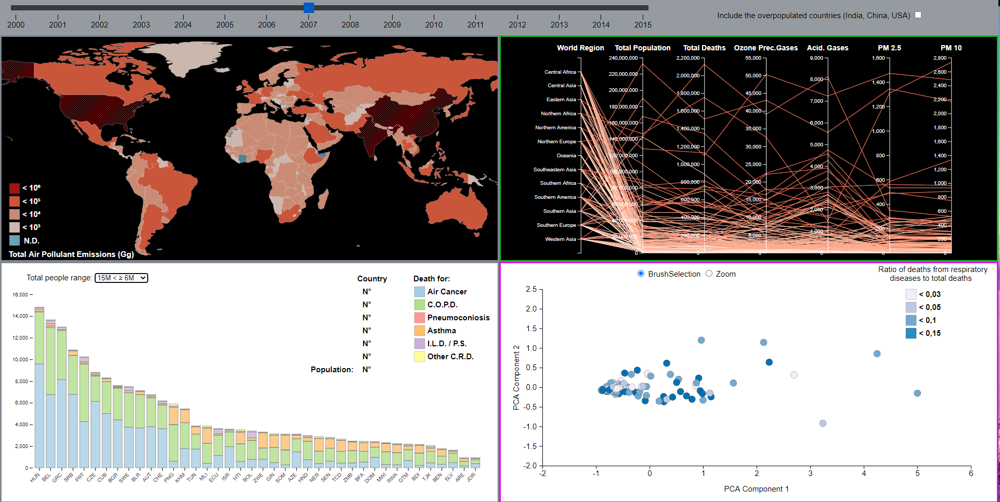 2000 2001 2002 2003 2004 2005 2006 2007 2008 2009 2010 2011 2012 2013 2014 2015
Include the overpopulated countries (India, China, USA)
< 10⁶
< 10⁵
< 10⁴
< 10³
N.D.
Total Air Pollulant Emissions (Gg)
World Region Total Population Total Deaths Ozone Prec.Gases Acid. Gases PM 2.5 PM 10
Central Africa
Central Asia
Eastern Asia
Northern Africa
Northern America
Northern Europe
Oceania
Southeastern Asia
Southern Africa
Southern America
Southern Asia
Southern Europe
Western Asia
240,000,000
220,000,000
200,000,000
180,000,000
160,000,000
140,000,000
120,000,000
100,000,000
80,000,000
60,000,000
40,000,000
20,000,000
0
2,200,000
2,000,000
1,800,000
1,600,000
1,400,000
1,200,000
1,000,000
800,000
600,000
400,000
200,000
0
55,000
50,000
45,000
40,000
35,000
30,000
25,000
20,000
15,000
10,000
5,000
0
9,000
8,000
7,000
6,000
5,000
4,000
3,000
2,000
1,000
0
1,600
1,400
1,200
1,000
800
600
400
200
0
2,800
2,600
2,400
2,200
2,000
1,800
1,600
1,400
1,200
1,000
800
600
400
200
0
Total people range: 15M < ≥ 6M
Country Death for:
N° Air Cancer
N° C.O.P.D.
N° Pneumoconiosis
N° Asthma
N° I.L.D. / P.S.
N° Other C.R.D.
Population: N°
16,000
14,000
12,000
10,000
8,000
6,000
4,000
2,000
0
HUN BEL GRC SRB PRT CZE CUB BGR SWE BLR AUT CHE PNG KHM TUN MLI ECU ISR HTI BOL ZWE GIN SOM AZE HND NER SEN TCD ZMB BFA DOM MWI RWA GTM BDI TJK BEN SLV ARE JOR
BrushSelection Zoom
Ratio of deaths from respiratory
diseases to total deaths
< 0,03
< 0,05
< 0,1
< 0,15
PCA Component 2
2.5
2.0
1.5
1.0
0.5
0.0
-0.5
-1.0
-1.5
-2.0
-2 -1 0 1 2 3 4 5 6
PCA Component 1